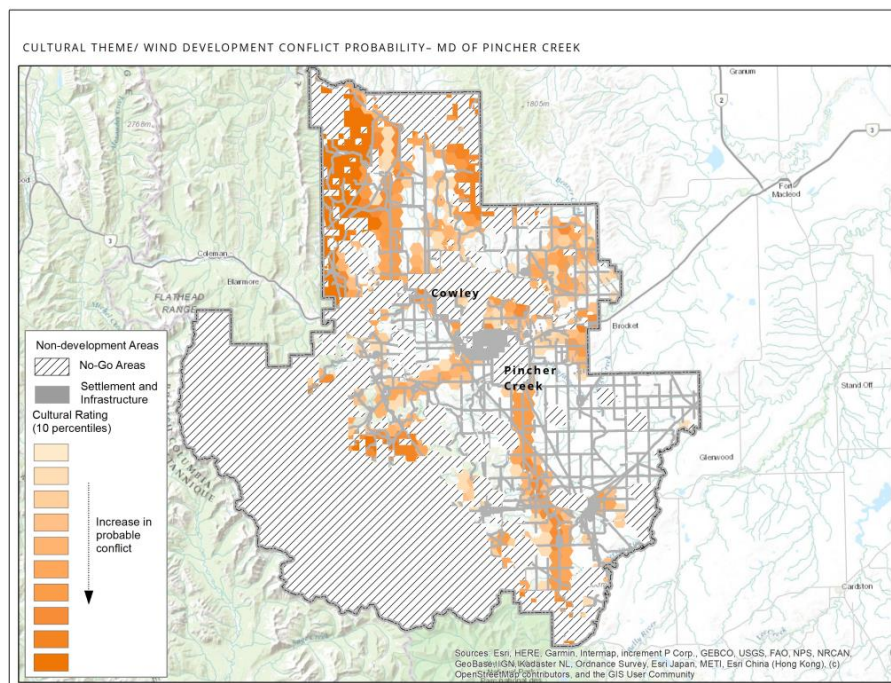 CULTURAL THEME/ WIND DEVELOPMENT CONFLICT PROBABILITY– MD OF PINCHER CREEK
Granum
1805m
2
2768m
3
Fort
Macleod
3
Coleman
Blairmore
FLATHEAD
RANGE
Cowley
Brocket
Pincher
Creek
Stand Off
Glenwood
Cardston
Non-development Areas
No-Go Areas
Settlement and
Infrastructure
Cultural Rating
(10 percentiles)
Increase in
probable
conflict
Sources: Esri, HERE, Garmin, Intermap, increment P Corp., GEBCO, USGS, FAO, NPS, NRCAN,
GeoBase, IGN, Kadaster NL, Ordnance Survey, Esri Japan, METI, Esri China (Hong Kong), (c)
OpenStreetMap contributors, and the GIS User Community